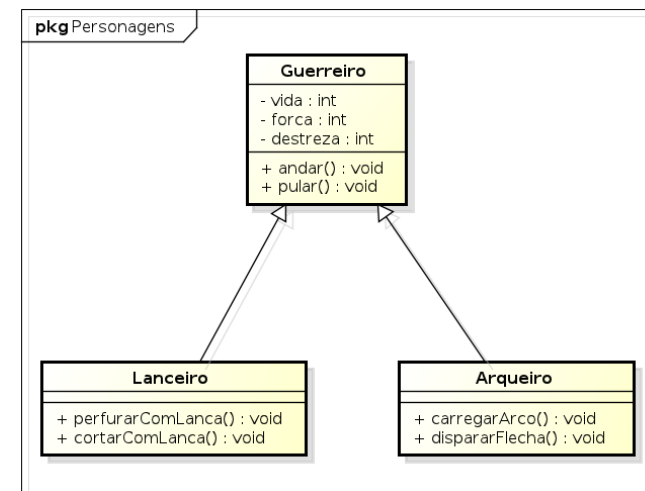 pkg Personagens
Guerreiro
- vida : int
- forca : int
- destreza : int
+ andar() : void
+ pular() : void
Lanceiro
+ perfurarComLanca() : void
+ cortarComLanca() : void
Arqueiro
+ carregarArco() : void
+ dispararFlecha() : void